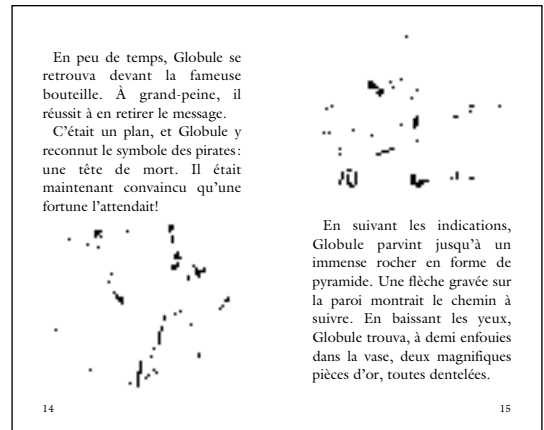 En peu de temps, Globule se
retrouva devant la fameuse
bouteille. À grand-peine, il
réussit à en retirer le message.
C’était un plan, et Globule y
reconnut le symbole des pirates:
une tête de mort. Il était
maintenant convaincu qu’une
fortune l’attendait!
14
En suivant les indications,
Globule parvint jusqu’à un
immense rocher en forme de
pyramide. Une flèche gravée sur
la paroi montrait le chemin à
suivre. En baissant les yeux,
Globule trouva, à demi enfouies
dans la vase, deux magnifiques
pièces d’or, toutes dentelées.
15